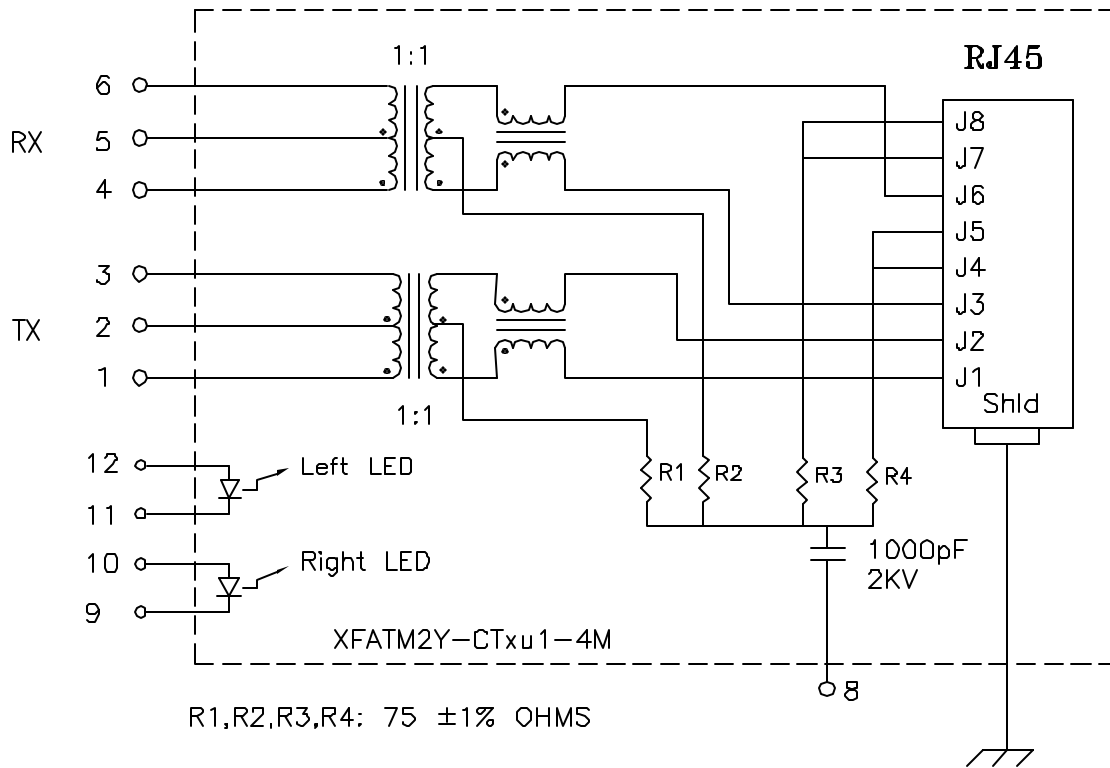 1:1
RJ45
6
RX
5
4
J8
J7
J6
J5
J4
J3
J2
J1
Shld
3
TX
2
1
1:1
12
Left LED
11
R1
R2
R3
R4
10
Right LED
9
1000pF
2KV
XFATM2Y-CTxu1-4M
8
R1,R2,R3,R4: 75 ±1% OHMS